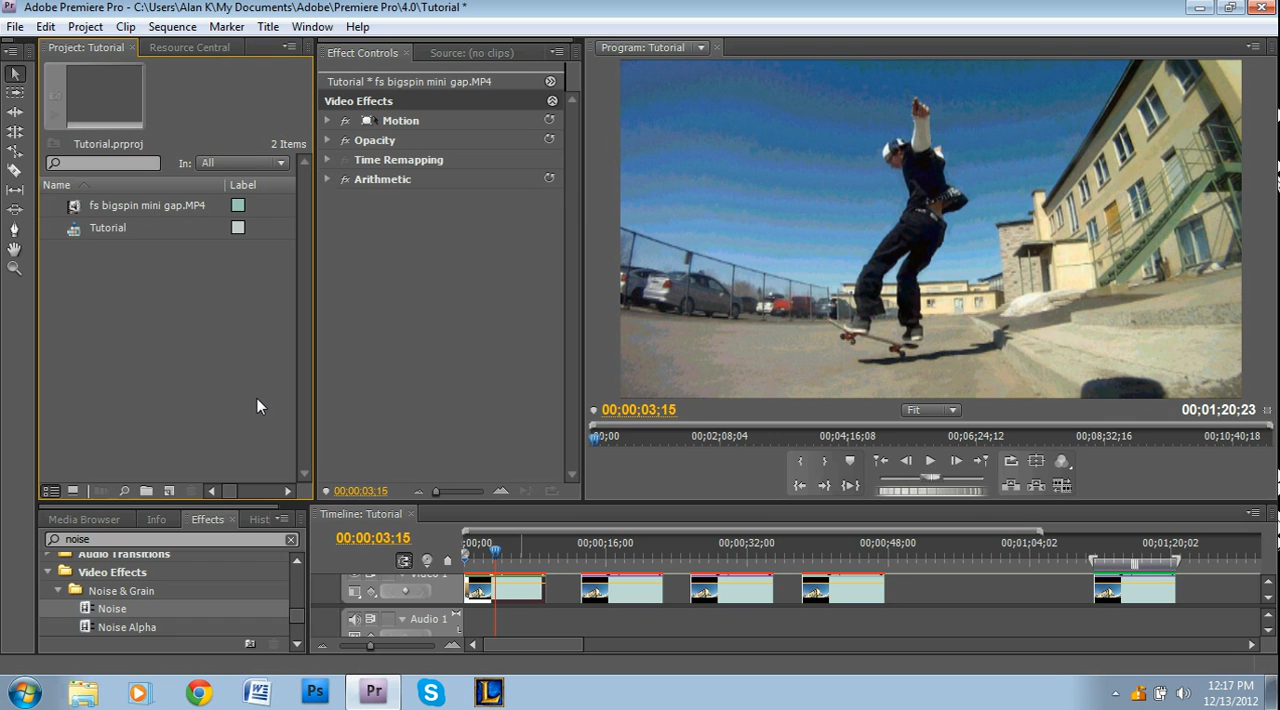 Adobe Premiere Pro - C:\Users\Alan K\My Documents\Adobe\Premiere Pro\4.0\Tutorial *
File Edit Project Clip Sequence Marker Title Window Help
Project: Tutorial Resource Central
Tutorial.prproj 2 Items
In: All
Name Label
fs bigspin mini gap.MP4
Tutorial
Effect Controls Source: (no clips)
Tutorial * fs bigspin mini gap.MP4
Video Effects
fx Motion
fx Opacity
Time Remapping
fx Arithmetic
00;00;03;15
Program: Tutorial
00;00;03;15 Fit 00;01;20;23
00;00 00;02;08;04 00;04;16;08 00;06;24;12 00;08;32;16 00;10;40;18
Media Browser Info Effects Hist
noise
Audio Transitions
Video Effects
Noise & Grain
Noise
Noise Alpha
Timeline: Tutorial
00;00;03;15
;00;00 00;00;16;00 00;00;32;00 00;00;48;00 00;01;04;02 00;01;20;02
Video 1
Audio 1
Ps Pr
12:17 PM
12/13/2012